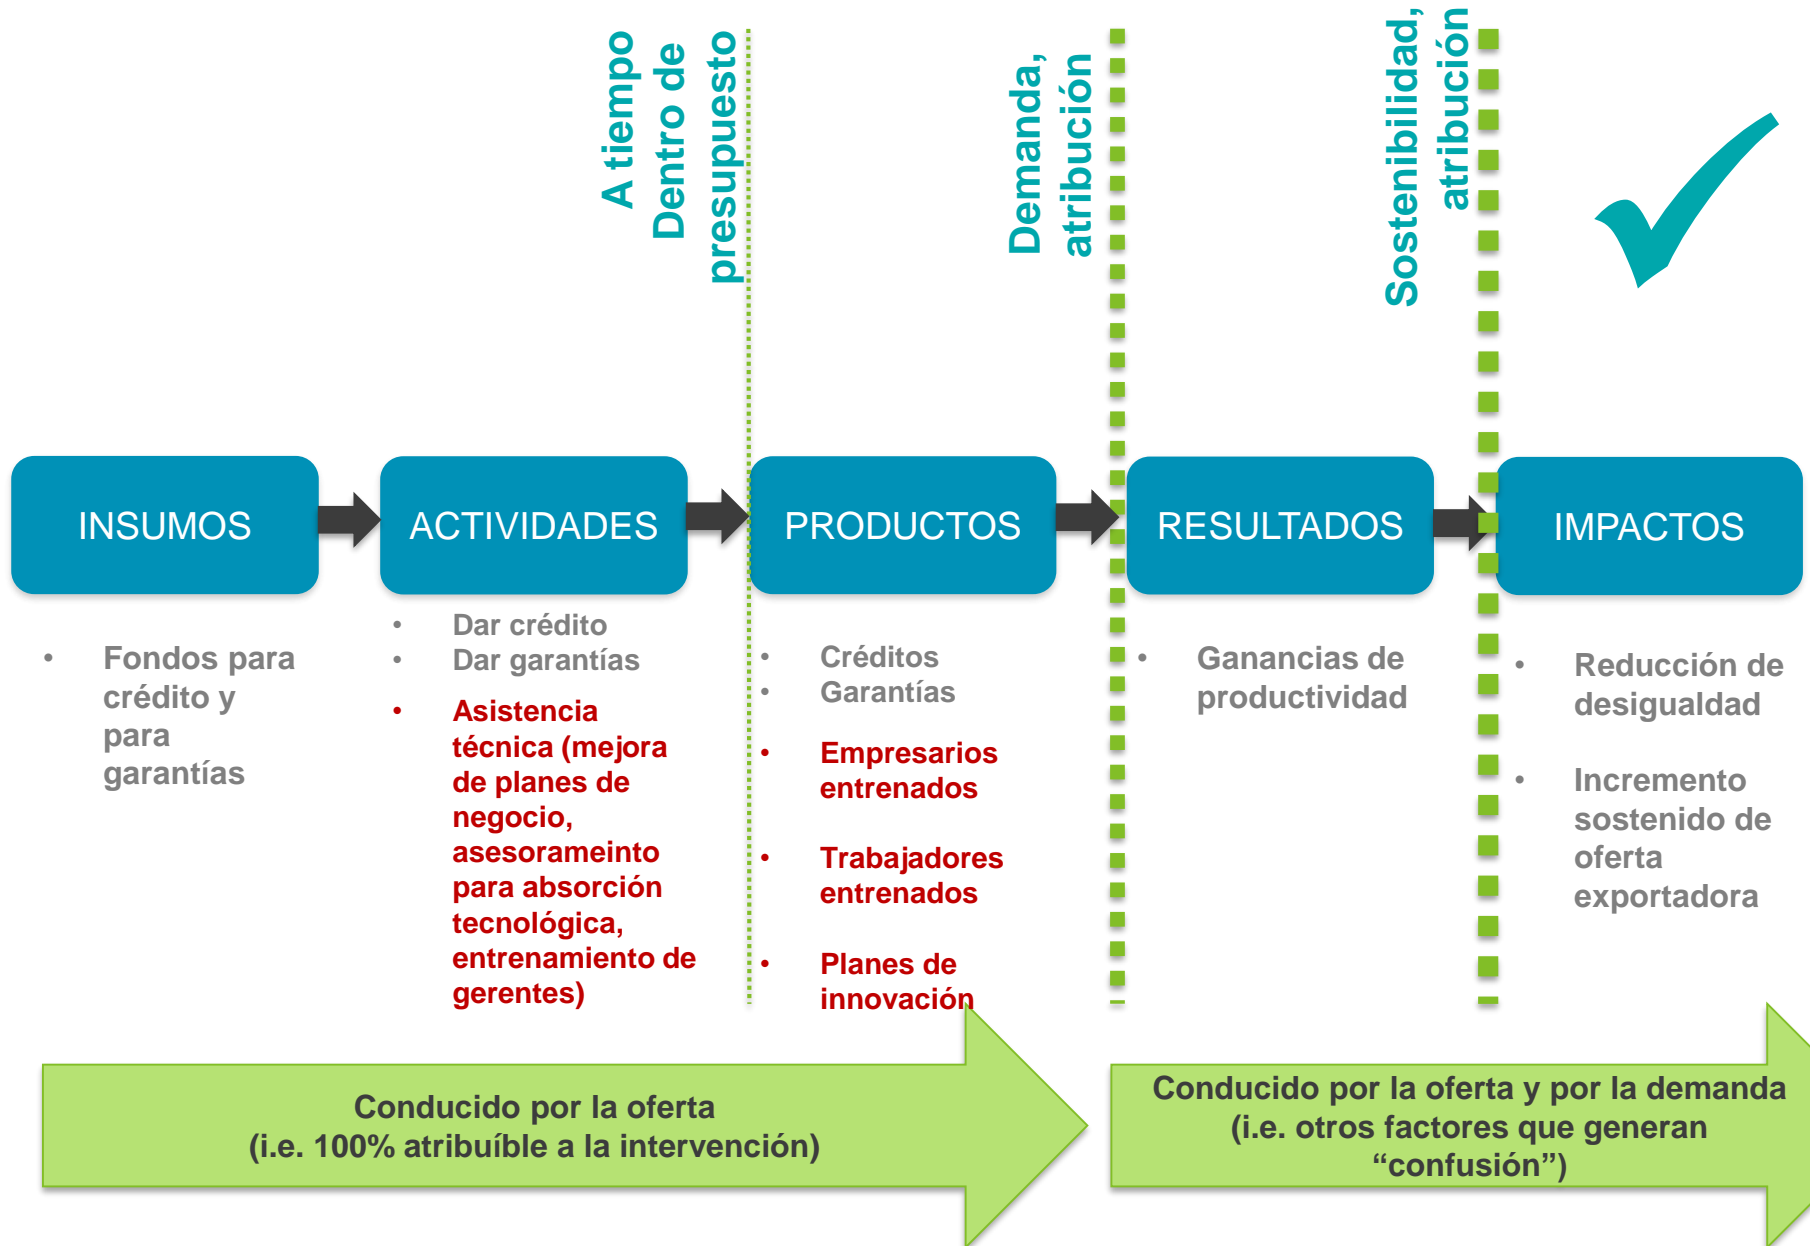 A tiempo
Dentro de
presupuesto
Demanda,
atribución
Sostenibilidad,
atribución
INSUMOS
ACTIVIDADES
PRODUCTOS
RESULTADOS
IMPACTOS
• Fondos para
crédito y
para
garantías
• Dar crédito
• Dar garantías
• Asistencia
técnica (mejora
de planes de
negocio,
asesorameinto
para absorción
tecnológica,
entrenamiento de
gerentes)
• Créditos
• Garantías
• Empresarios
entrenados
• Trabajadores
entrenados
• Planes de
innovación
• Ganancias de
productividad
• Reducción de
desigualdad
• Incremento
sostenido de
oferta
exportadora
Conducido por la oferta
(i.e. 100% atribuíble a la intervención)
Conducido por la oferta y por la demanda
(i.e. otros factores que generan
“confusión”)